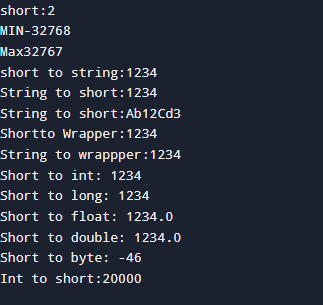 short:2
MIN-32768
Max32767
short to string:1234
String to short:1234
String to short:Ab12Cd3
Shortto Wrapper:1234
String to wrappper:1234
Short to int: 1234
Short to long: 1234
Short to float: 1234.0
Short to double: 1234.0
Short to byte: -46
Int to short:20000